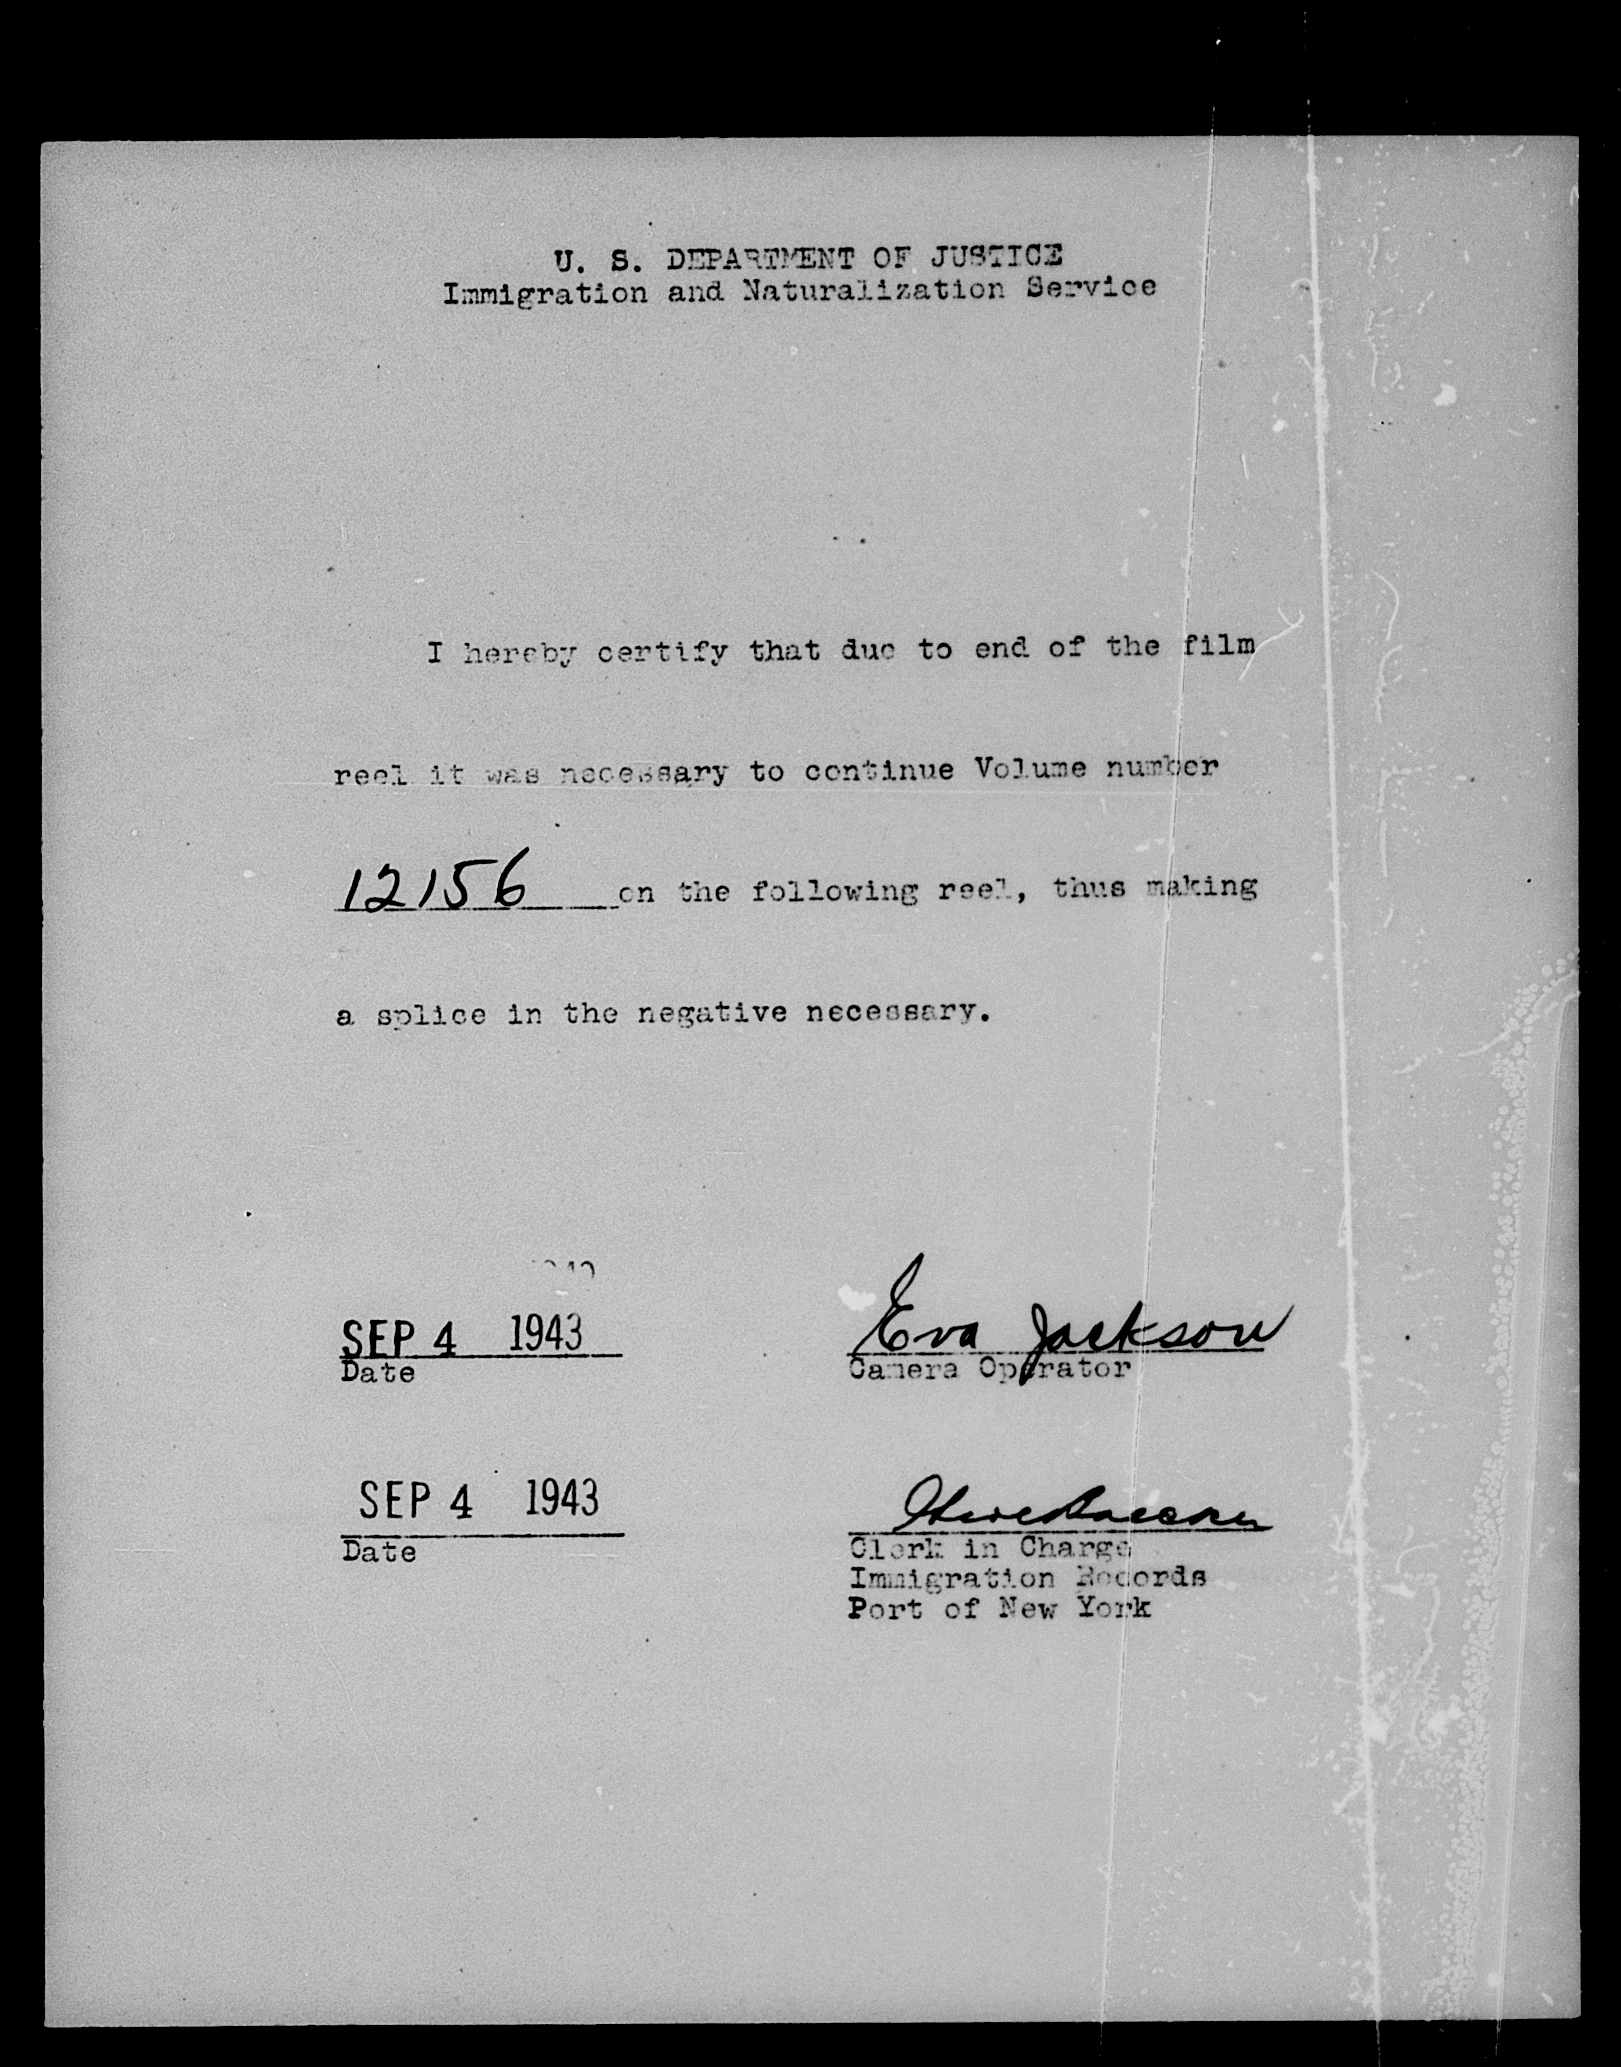 U. S. DEPARTMENT OF JUSTICE
Immigration and Naturalization Service
I hereby certify that due to end of the film
reel it was necessary to continue Volume number
12156 on the following reel, thus making
a splice in the negative necessary.
SEP 4 1943
Eva Jackson
Date
Camera Operator
SEP 4 1943
Date
Clerk in Charge
Immigration Records
Port of New York